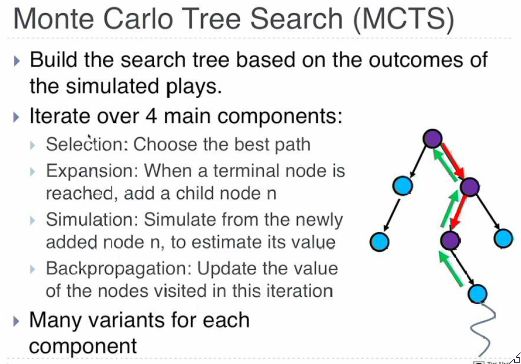 Monte Carlo Tree Search (MCTS)
Build the search tree based on the outcomes of
the simulated plays.
Iterate over 4 main components:
Selection: Choose the best path
Expansion: When a terminal node is
reached, add a child node n
Simulation: Simulate from the newly
added node n, to estimate its value
Backpropagation: Update the value
of the nodes visited in this iteration
Many variants for each
component